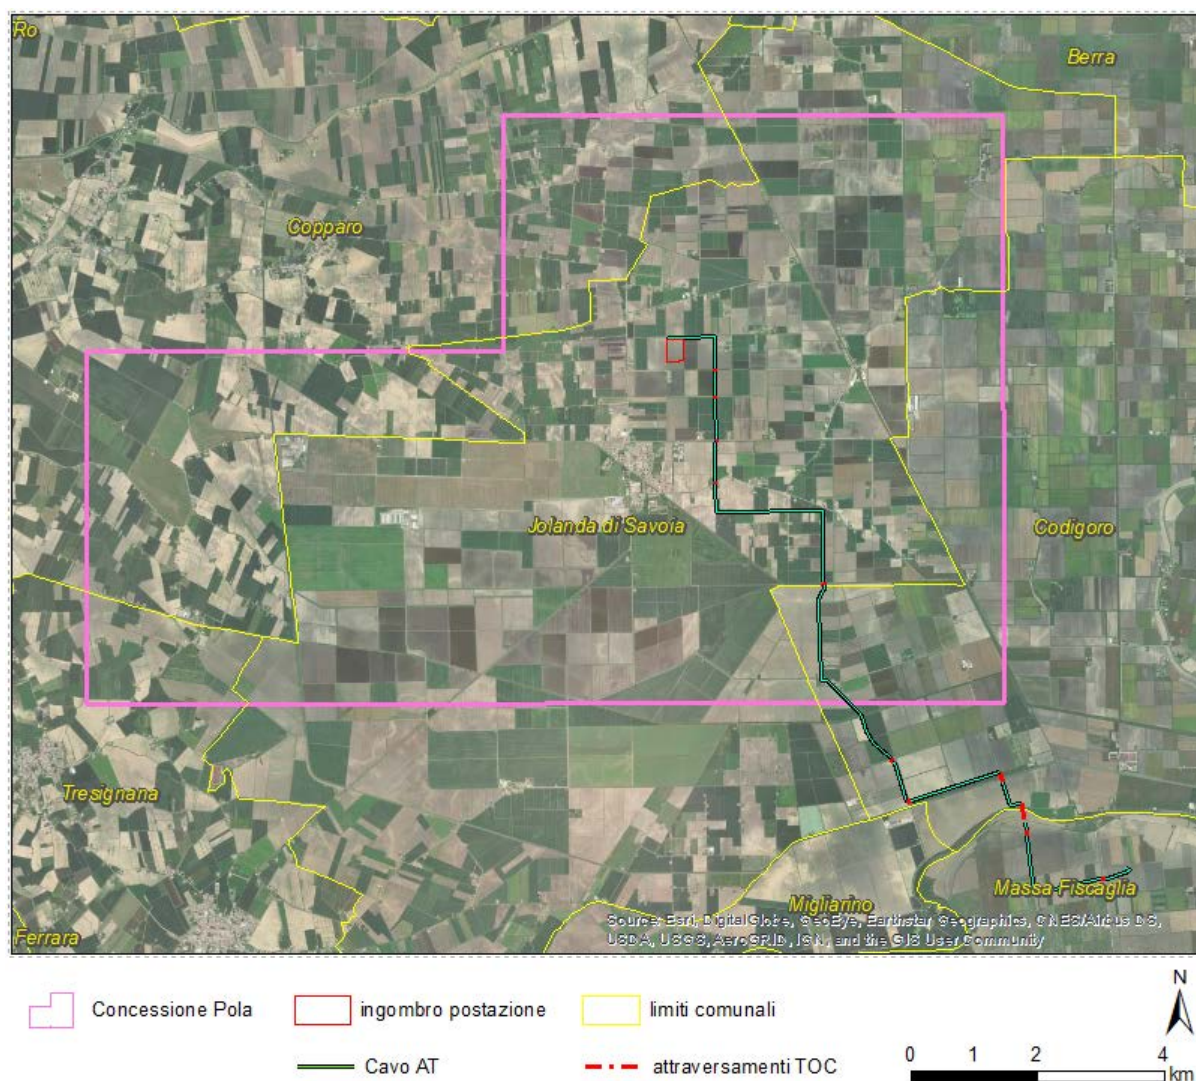 Ro
Berra
Copparo
Jolanda di Savoia
Codigoro
Tresignana
Massa Fiscaglia
Migliarino
Ferrara
Source: Esri, DigitalGlobe, GeoEye, Earthstar Geographics, CNES/Airbus DS,
USDA, USGS, AeroGRID, IGN, and the GIS User Community
N
Concessione Pola
ingombro postazione
limiti comunali
Cavo AT
attraversamenti TOC
0 1 2 4
km